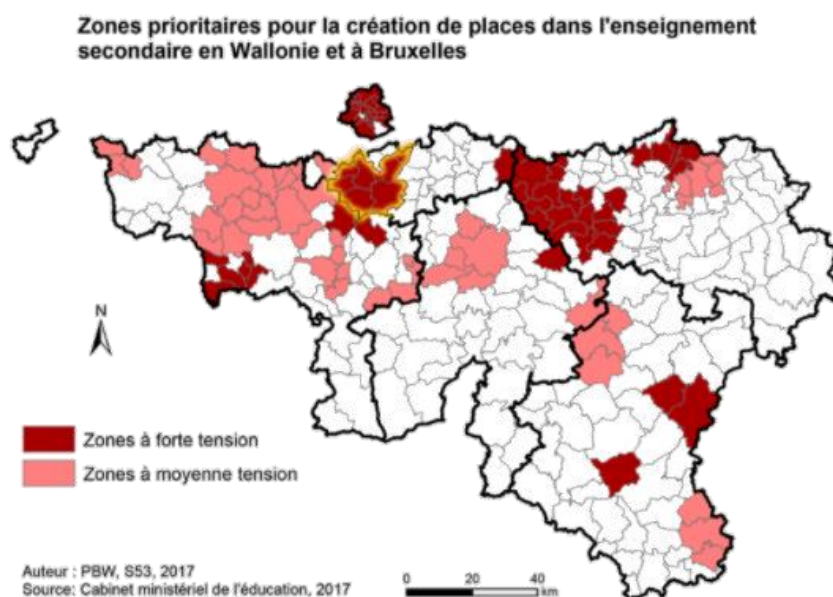 Zones prioritaires pour la création de places dans l'enseignement
secondaire en Wallonie et à Bruxelles
N
Zones à forte tension
Zones à moyenne tension
Auteur : PBW, S53, 2017
Source: Cabinet ministériel de l'éducation, 2017
0 20 40
km